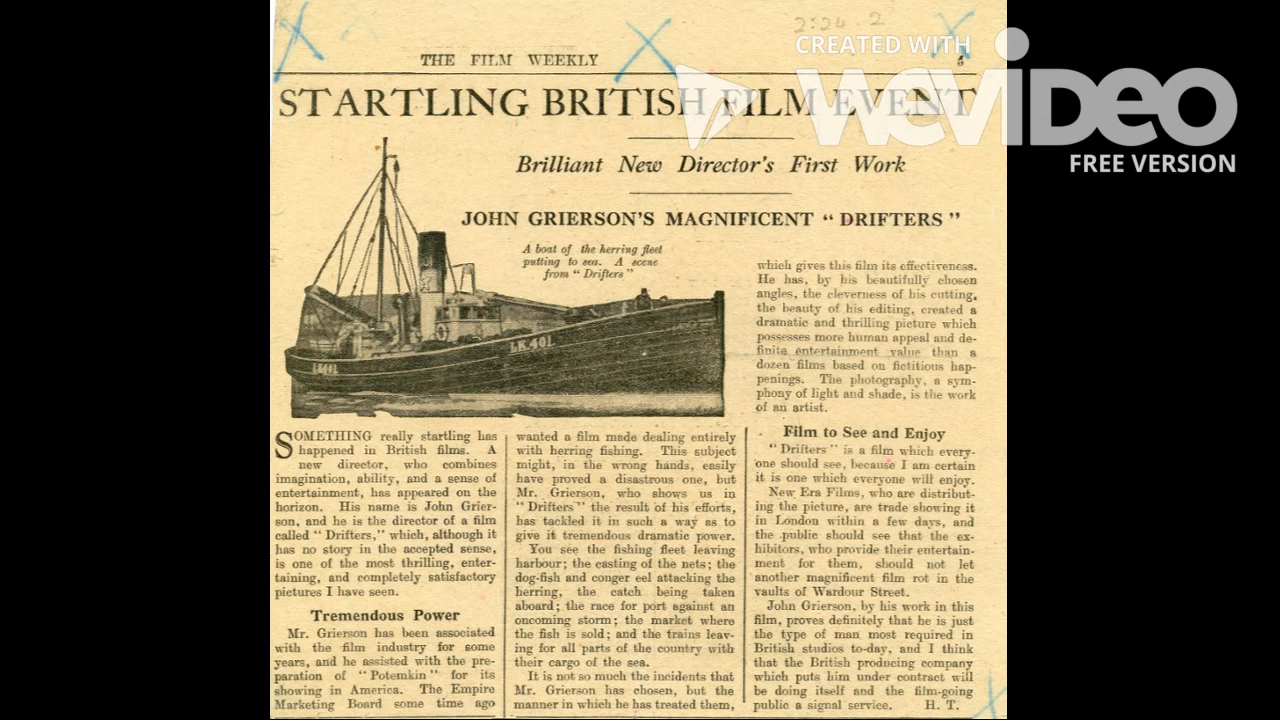 2:24.2
CREATED WITH
WEVIDEO
FREE VERSION
THE FILM WEEKLY
STARTLING BRITISH FILM EVENT
Brilliant New Director's First Work
JOHN GRIERSON'S MAGNIFICENT "DRIFTERS"
A boat of the herring fleet
putting to sea. A scene
from "Drifters"
LK.401
LK401
SOMETHING really startling has
happened in British films. A
new director, who combines
imagination, ability, and a sense of
entertainment, has appeared on the
horizon. His name is John Grier-
son, and he is the director of a film
called "Drifters," which, although it
has no story in the accepted sense,
is one of the most thrilling, enter-
taining, and completely satisfactory
pictures I have seen.
Tremendous Power
Mr. Grierson has been associated
with the film industry for some
years, and he assisted with the pre-
paration of "Potemkin" for its
showing in America. The Empire
Marketing Board some time ago
wanted a film made dealing entirely
with herring fishing. This subject
might, in the wrong hands, easily
have proved a disastrous one, but
Mr. Grierson, who shows us in
"Drifters" the result of his efforts,
has tackled it in such a way as to
give it tremendous dramatic power.
You see the fishing fleet leaving
harbour; the casting of the nets; the
dog-fish and conger eel attacking the
herring, the catch being taken
aboard; the race for port against an
oncoming storm; the market where
the fish is sold; and the trains leav-
ing for all parts of the country with
their cargo of the sea.
It is not so much the incidents that
Mr. Grierson has chosen, but the
manner in which he has treated them,
which gives this film its effectiveness.
He has, by his beautifully chosen
angles, the cleverness of his cutting,
the beauty of his editing, created a
dramatic and thrilling picture which
possesses more human appeal and de-
finite entertainment value than a
dozen films based on fictitious hap-
penings. The photography, a sym-
phony of light and shade, is the work
of an artist.
Film to See and Enjoy
"Drifters" is a film which every-
one should see, because I am certain
it is one which everyone will enjoy.
New Era Films, who are distribut-
ing the picture, are trade showing it
in London within a few days, and
the public should see that the ex-
hibitors, who provide their entertain-
ment for them, should not let
another magnificent film rot in the
vaults of Wardour Street.
John Grierson, by his work in this
film, proves definitely that he is just
the type of man most required in
British studios to-day, and I think
that the British producing company
which puts him under contract will
be doing itself and the film-going
public a signal service. H. T.